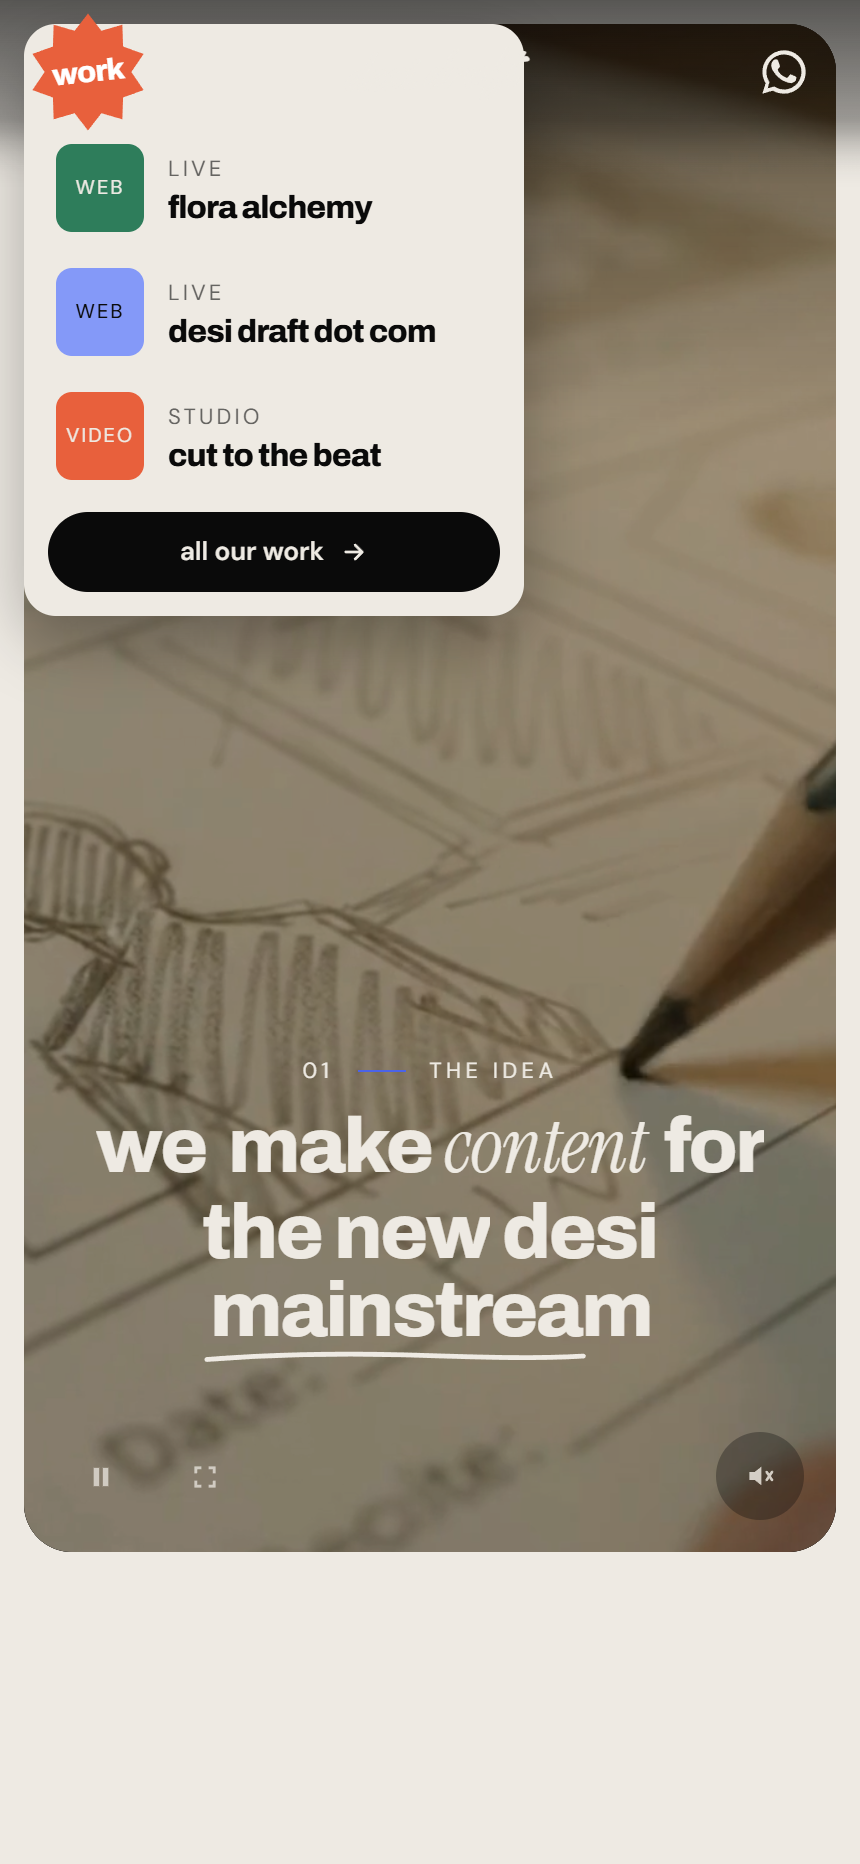 work
WEB
LIVE
flora alchemy
WEB
LIVE
desi draft dot com
VIDEO
STUDIO
cut to the beat
all our work →
01 — THE IDEA
we make content for
the new desi
mainstream
Date: